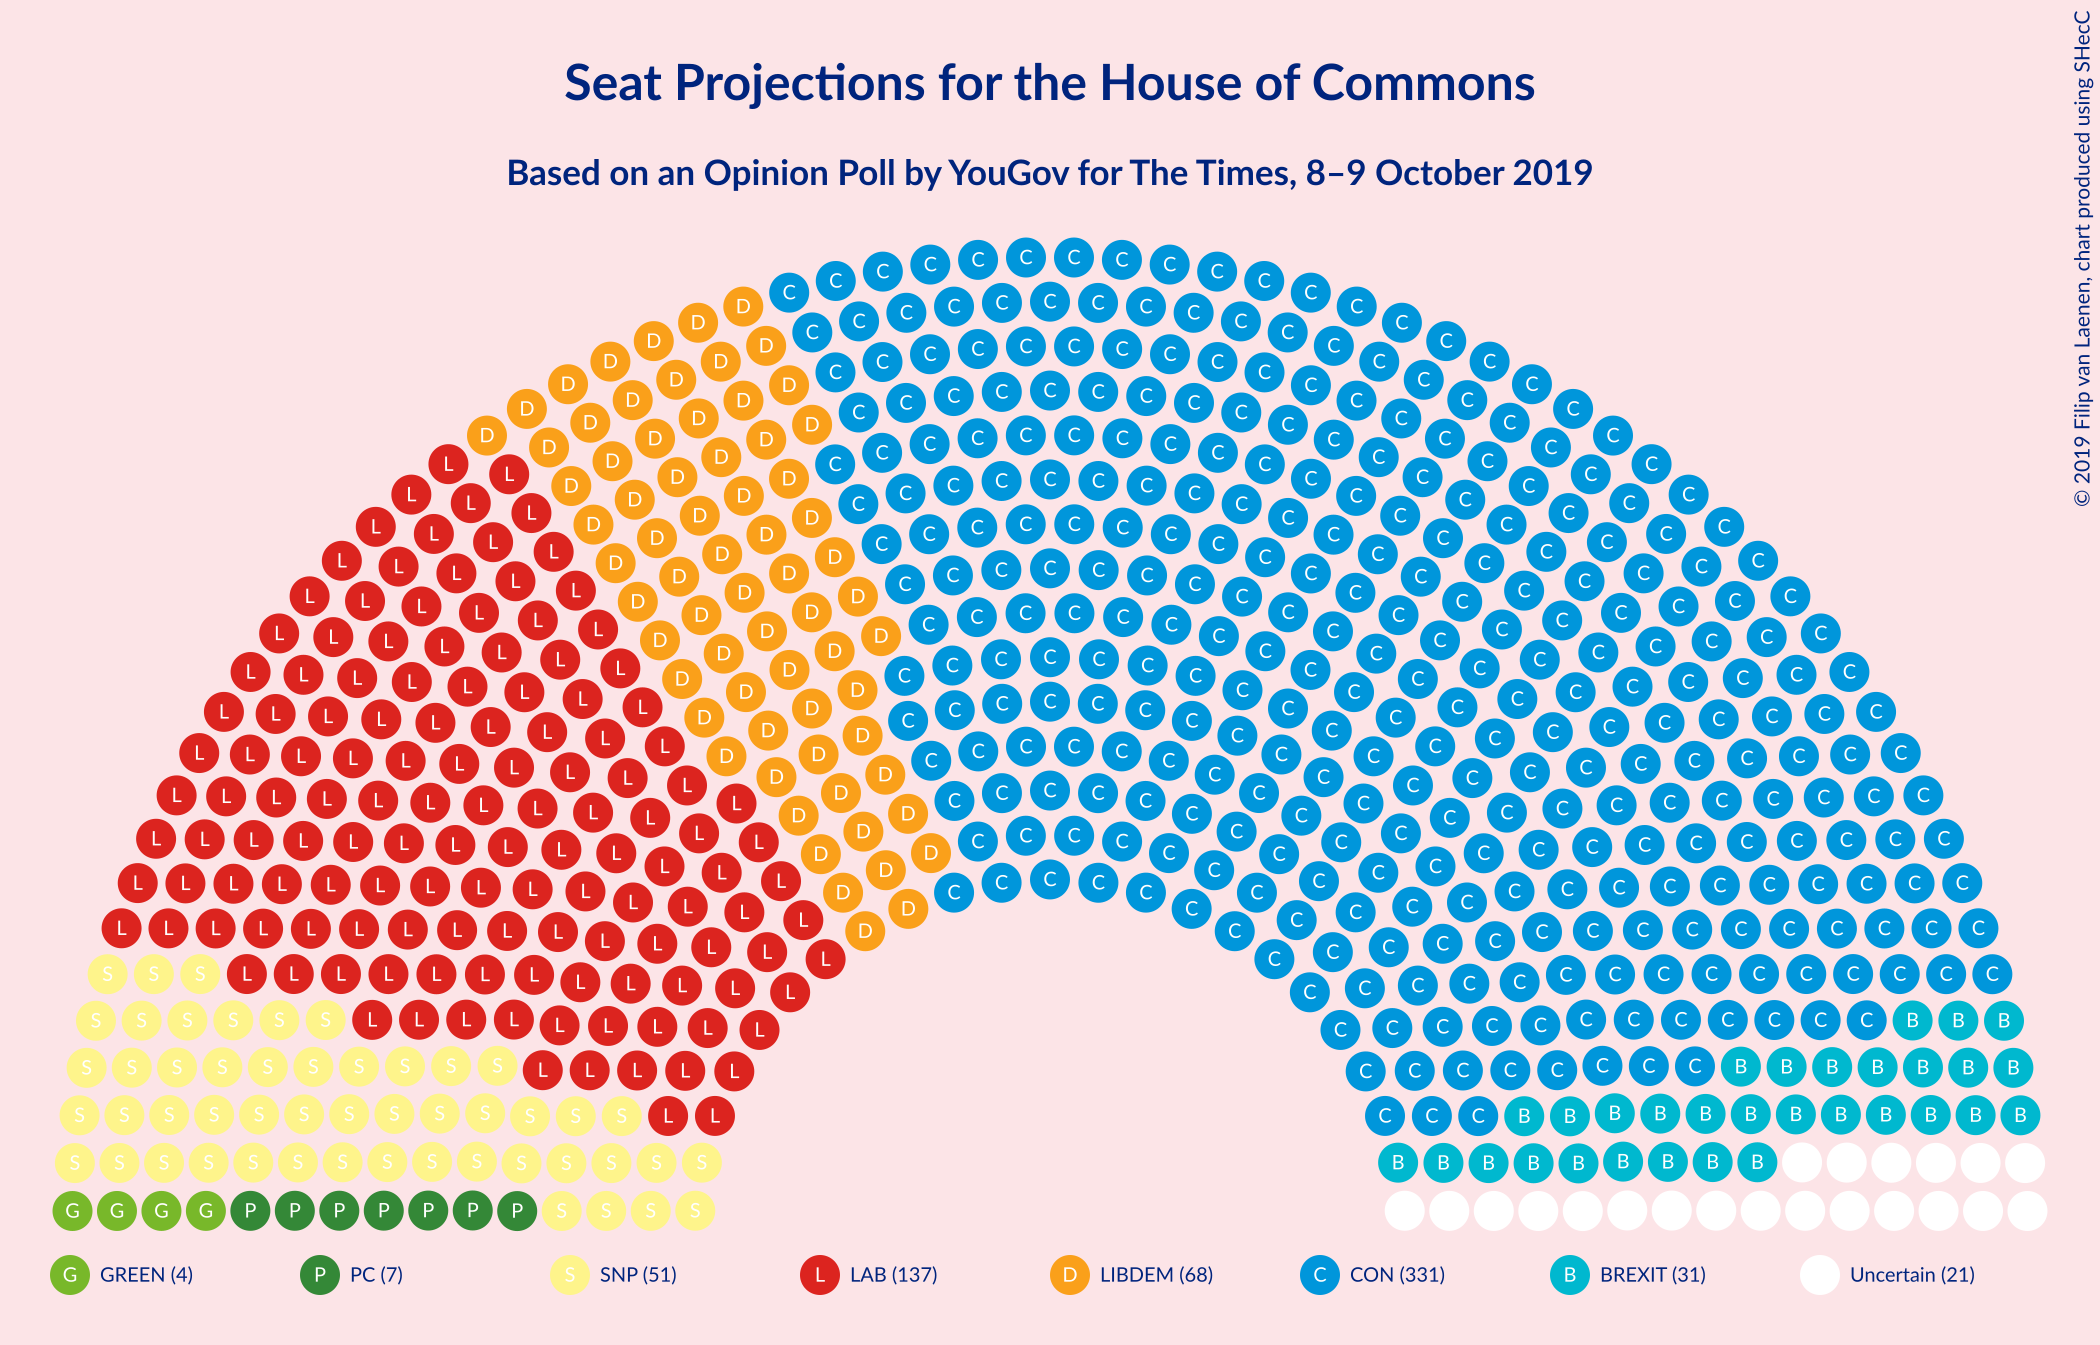 Seat Projections for the House of Commons
Based on an Opinion Poll by YouGov for The Times, 8–9 October 2019
© 2019 Filip van Laenen, chart produced using SHecC
G GREEN (4)
P PC (7)
S SNP (51)
L LAB (137)
D LIBDEM (68)
C CON (331)
B BREXIT (31)
Uncertain (21)